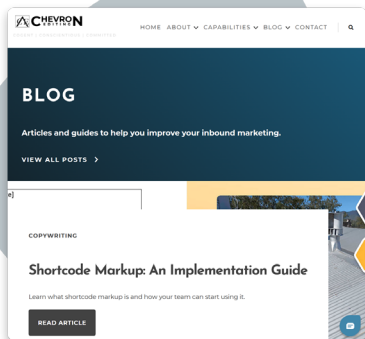 CHEVRON
EDITING
HOME ABOUT CAPABILITIES BLOG CONTACT
BLOG
Articles and guides to help you improve your inbound marketing.
VIEW ALL POSTS
e]
COPYWRITING
Shortcode Markup: An Implementation Guide
Learn what shortcode markup is and how your team can start using it.
READ ARTICLE